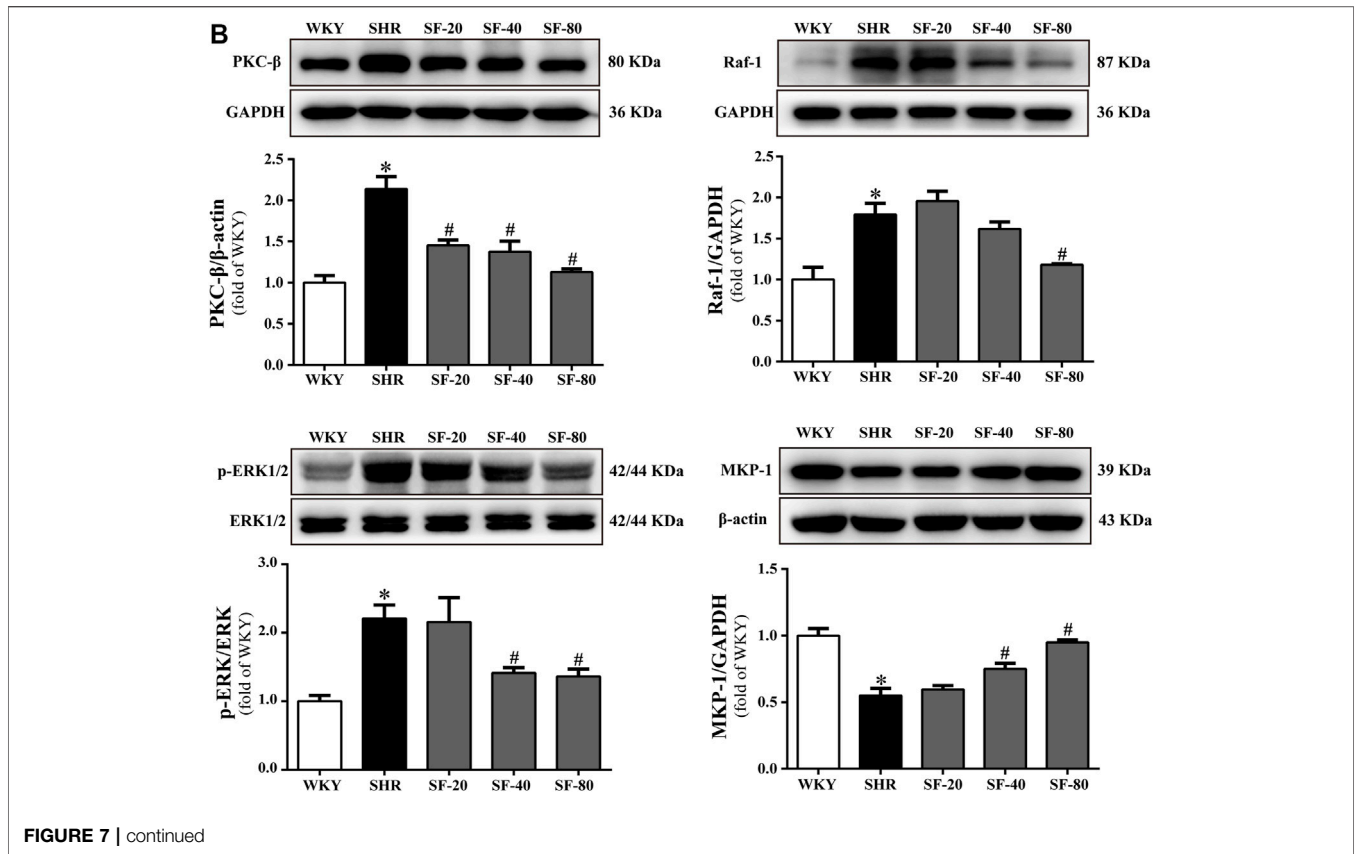 B
WKY SHR SF-20 SF-40 SF-80
PKC-β 80 KDa
GAPDH 36 KDa
PKC-β/β-actin
(fold of WKY)
2.5
2.0
1.5
1.0
0.5
0.0
*
#
#
#
WKY SHR SF-20 SF-40 SF-80
WKY SHR SF-20 SF-40 SF-80
Raf-1 87 KDa
GAPDH 36 KDa
Raf-1/GAPDH
(fold of WKY)
2.5
2.0
1.5
1.0
0.5
0.0
*
#
WKY SHR SF-20 SF-40 SF-80
WKY SHR SF-20 SF-40 SF-80
p-ERK1/2 42/44 KDa
ERK1/2 42/44 KDa
p-ERK/ERK
(fold of WKY)
3.0
2.0
1.0
0.0
*
#
#
WKY SHR SF-20 SF-40 SF-80
WKY SHR SF-20 SF-40 SF-80
MKP-1 39 KDa
β-actin 43 KDa
MKP-1/GAPDH
(fold of WKY)
1.5
1.0
0.5
0.0
*
#
#
WKY SHR SF-20 SF-40 SF-80
FIGURE 7 | continued